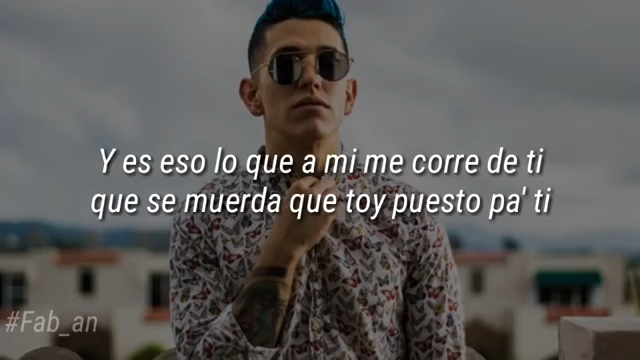 Y es eso lo que a mi me corre de ti
que se muerda que toy puesto pa' ti
#Fab_an